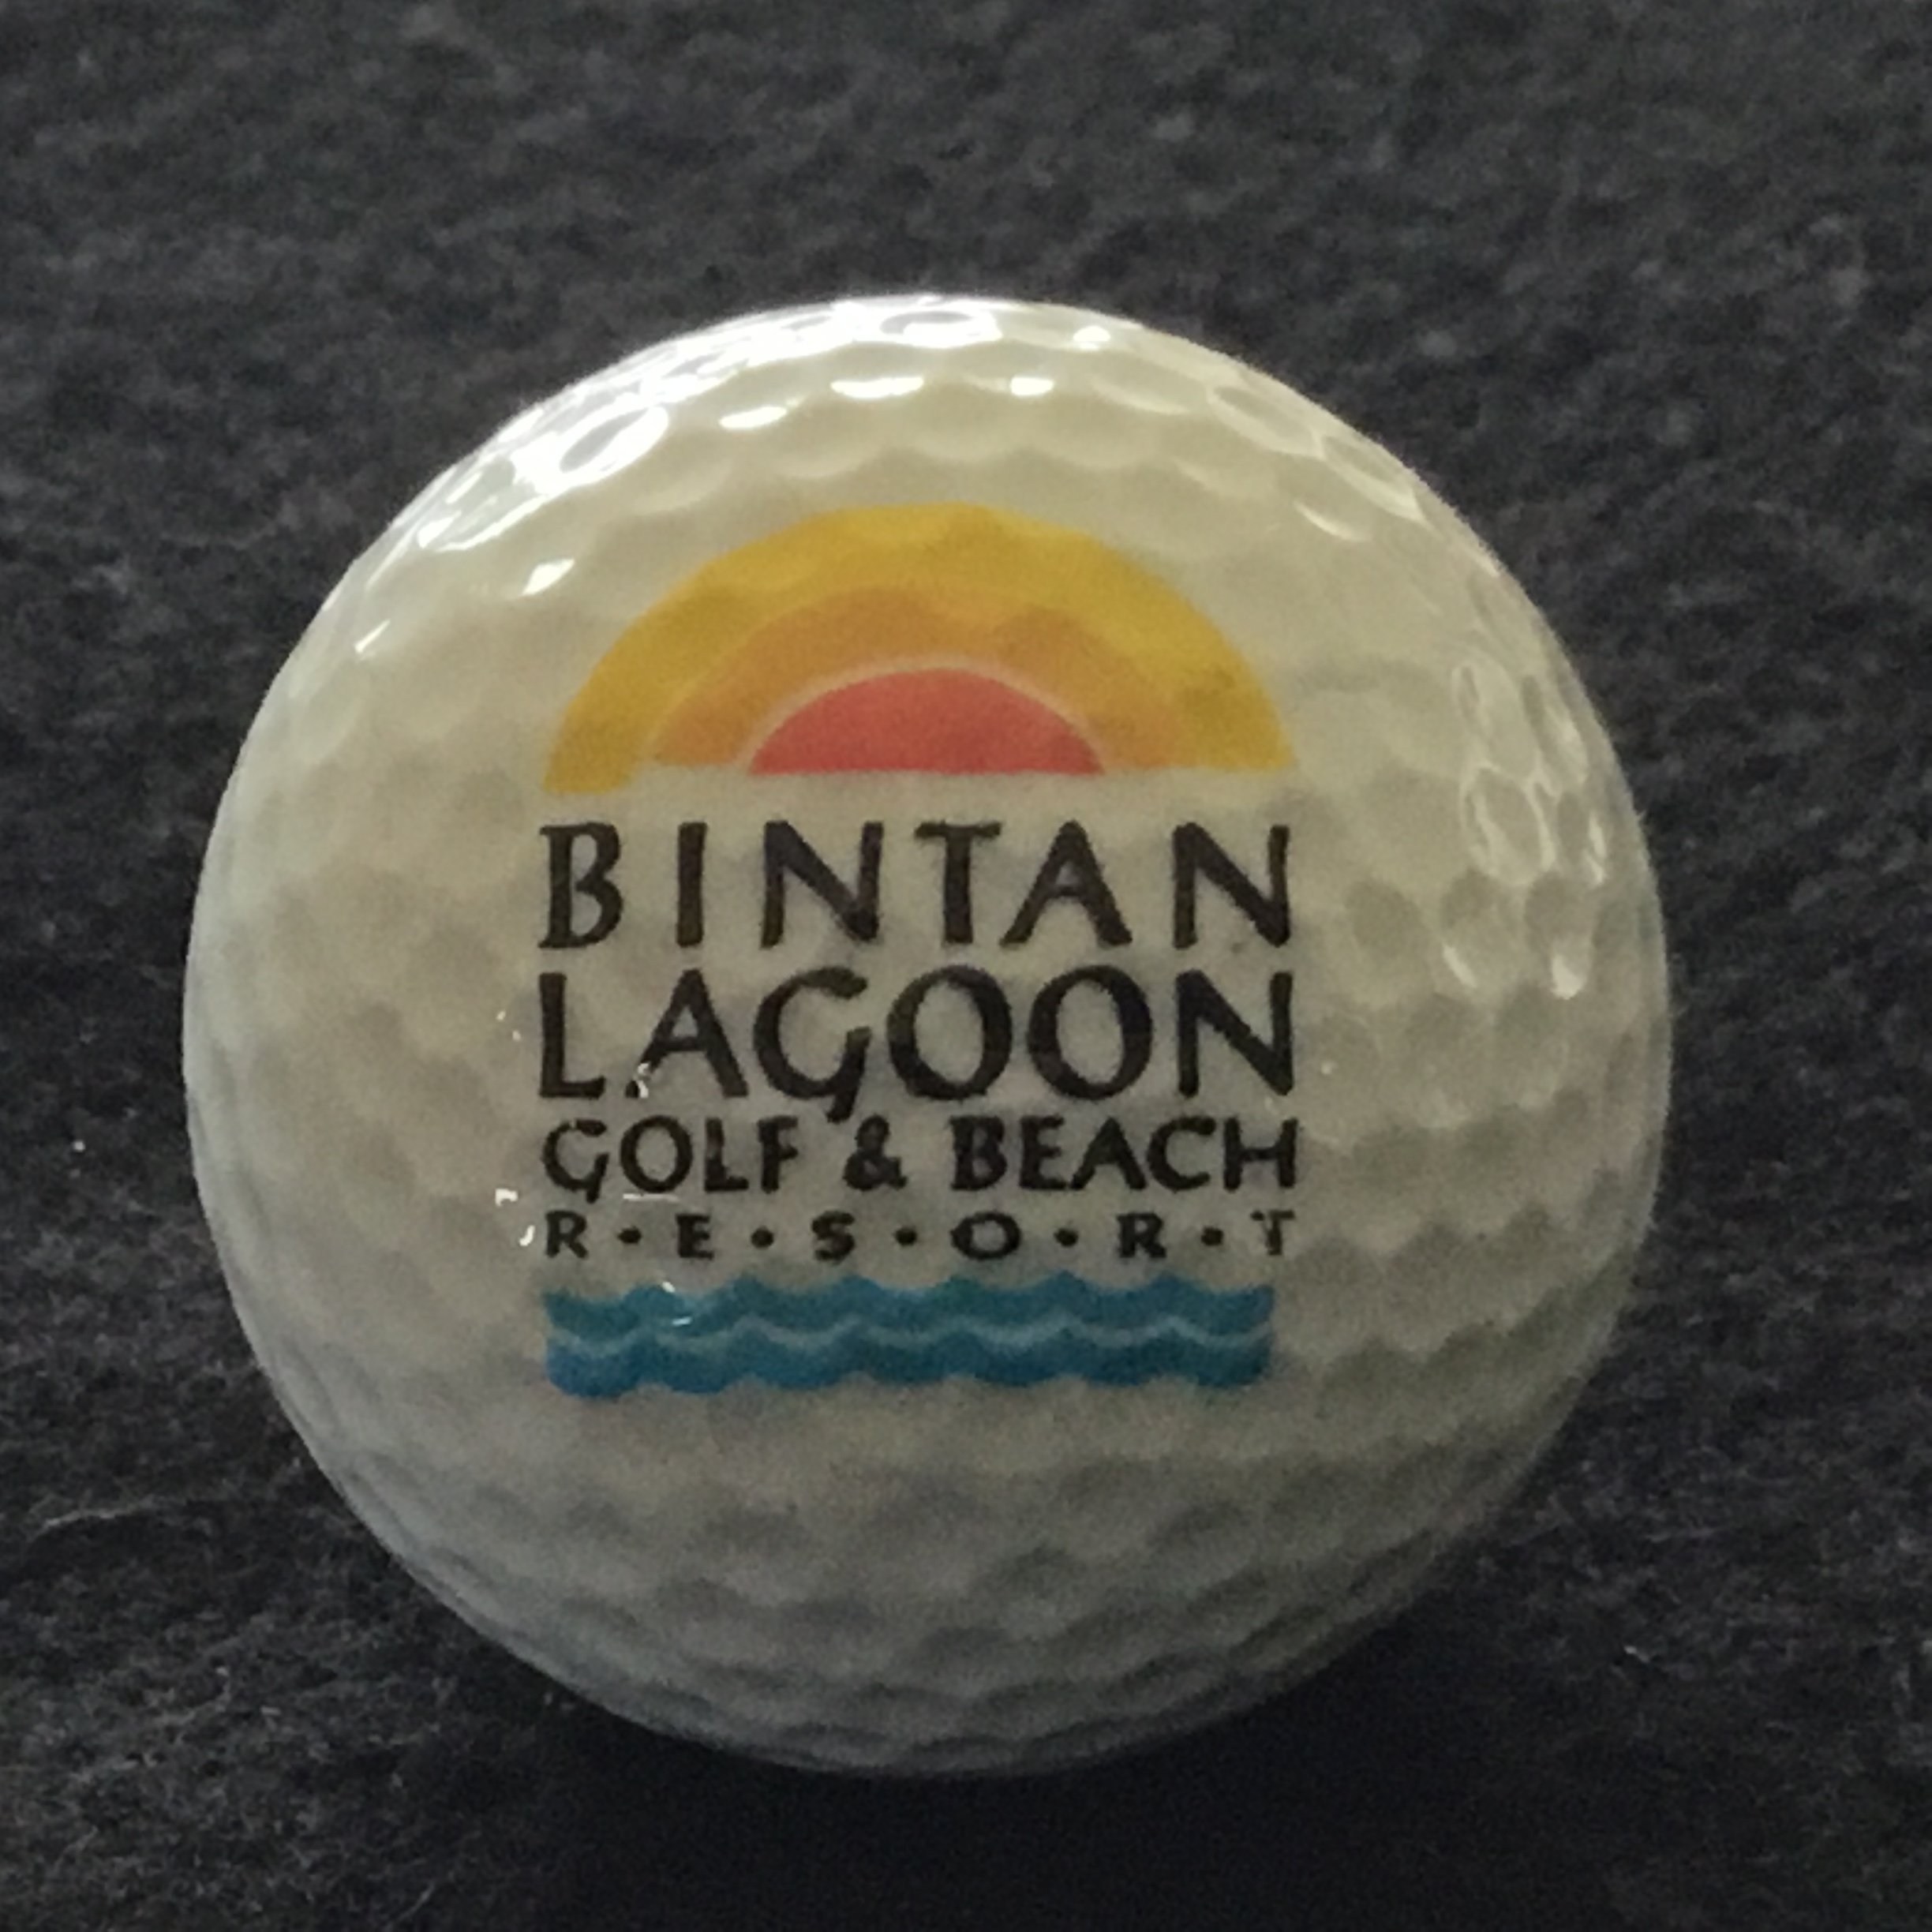 BINTAN
LAGOON
GOLF & BEACH
R·E·S·O·R·T